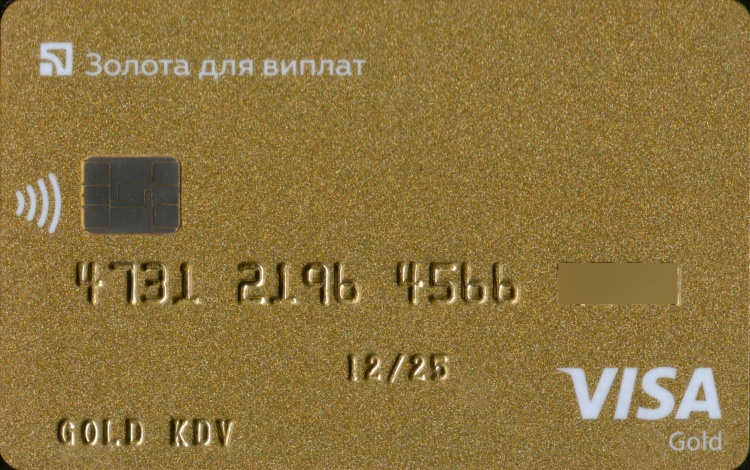 Золота для виплат
4731 2196 4566
12/25
VISA
Gold
GOLD KDV